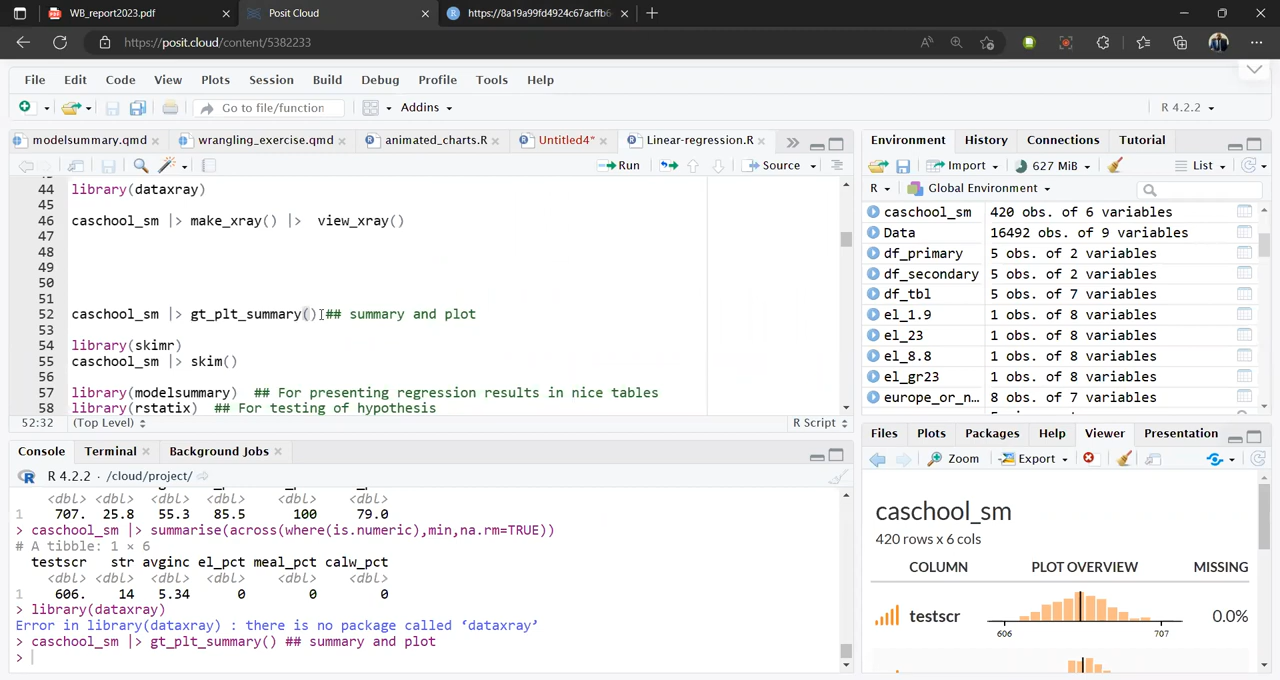 WB_report2023.pdf
Posit Cloud
https://8a19a99fd4924c67acffb6
https://posit.cloud/content/5382233
File Edit Code View Plots Session Build Debug Profile Tools Help
Go to file/function
Addins
R 4.2.2
modelsummary.qmd
wrangling_exercise.qmd
animated_charts.R
Untitled4*
Linear-regression.R
Run
Source
44 library(dataxray)
45
46 caschool_sm |> make_xray() |>  view_xray()
47
48
49
50
51
52 caschool_sm |> gt_plt_summary() ## summary and plot
53
54 library(skimr)
55 caschool_sm |> skim()
56
57 library(modelsummary)  ## For presenting regression results in nice tables
58 library(rstatix)  ## For testing of hypothesis
52:32 (Top Level) R Script
Console Terminal Background Jobs
R 4.2.2 · /cloud/project/
<dbl> <dbl> <dbl> <dbl> <dbl> <dbl>
1 707. 25.8 55.3 85.5 100 79.0
> caschool_sm |> summarise(across(where(is.numeric),min,na.rm=TRUE))
# A tibble: 1 × 6
testscr str avginc el_pct meal_pct calw_pct
<dbl> <dbl> <dbl> <dbl> <dbl> <dbl>
1 606. 14 5.34 0 0 0
> library(dataxray)
Error in library(dataxray) : there is no package called ‘dataxray’
> caschool_sm |> gt_plt_summary() ## summary and plot
>
Environment History Connections Tutorial
Import 627 MiB List
R Global Environment
caschool_sm 420 obs. of 6 variables
Data 16492 obs. of 9 variables
df_primary 5 obs. of 2 variables
df_secondary 5 obs. of 2 variables
df_tbl 5 obs. of 7 variables
el_1.9 1 obs. of 8 variables
el_23 1 obs. of 8 variables
el_8.8 1 obs. of 8 variables
el_gr23 1 obs. of 8 variables
europe_or_n… 8 obs. of 7 variables
Files Plots Packages Help Viewer Presentation
Zoom Export
caschool_sm
420 rows x 6 cols
COLUMN PLOT OVERVIEW MISSING
testscr 0.0%
606 707